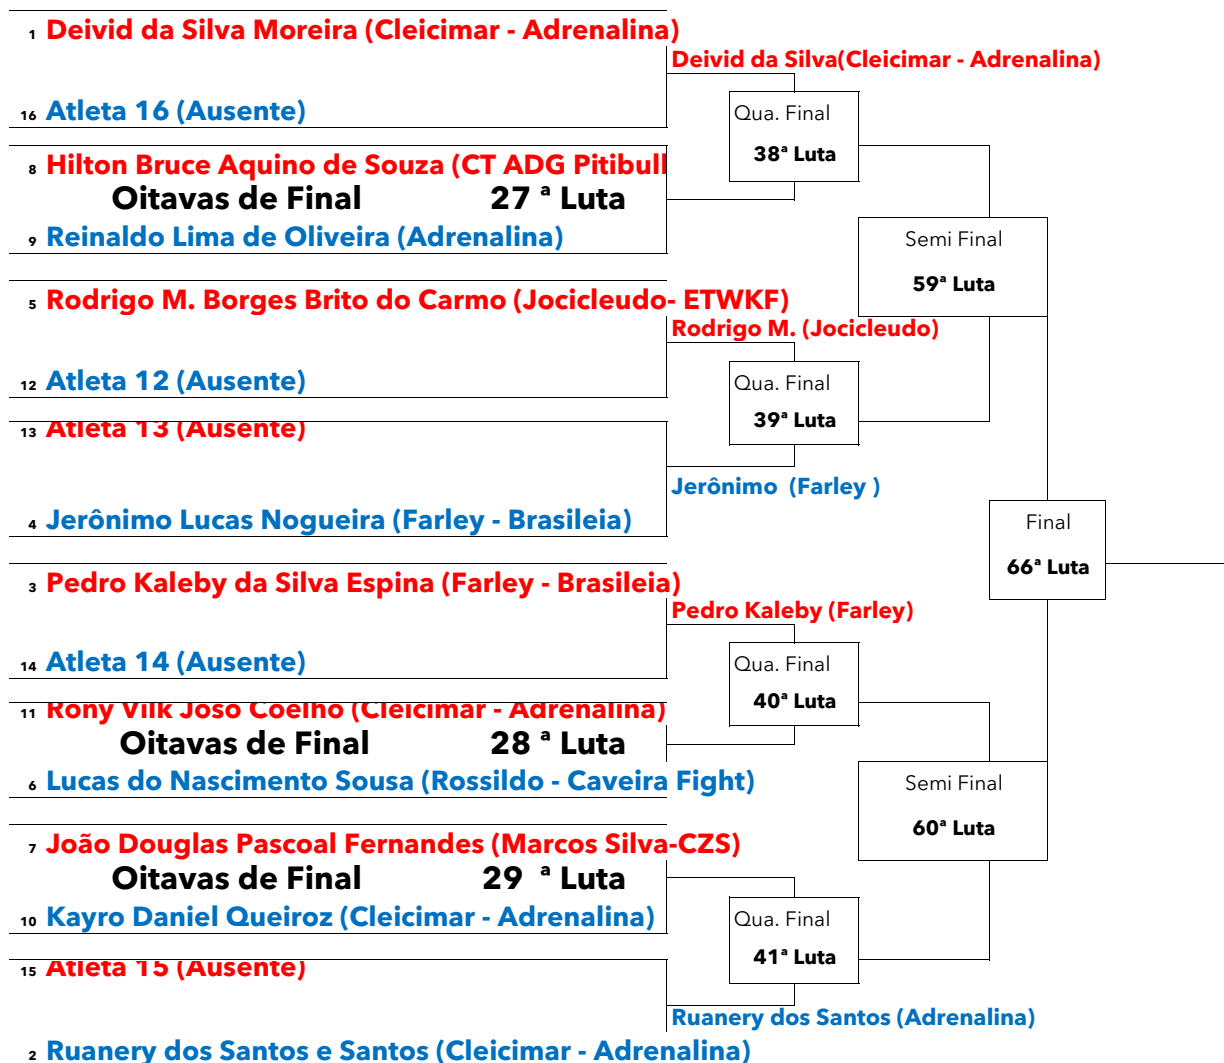 1 Deivid da Silva Moreira (Cleicimar - Adrenalina)
Deivid da Silva(Cleicimar - Adrenalina)
16 Atleta 16 (Ausente)
Qua. Final
38ª Luta
8 Hilton Bruce Aquino de Souza (CT ADG Pitibull
Oitavas de Final 27 ª Luta
9 Reinaldo Lima de Oliveira (Adrenalina)
Semi Final
59ª Luta
5 Rodrigo M. Borges Brito do Carmo (Jocicleudo- ETWKF)
Rodrigo M. (Jocicleudo)
12 Atleta 12 (Ausente)
Qua. Final
39ª Luta
13 Atleta 13 (Ausente)
Jerônimo (Farley )
4 Jerônimo Lucas Nogueira (Farley - Brasileia)
Final
66ª Luta
3 Pedro Kaleby da Silva Espina (Farley - Brasileia)
Pedro Kaleby (Farley)
14 Atleta 14 (Ausente)
Qua. Final
40ª Luta
11 Rony Vilk Joso Coelho (Cleicimar - Adrenalina)
Oitavas de Final 28 ª Luta
6 Lucas do Nascimento Sousa (Rossildo - Caveira Fight)
Semi Final
60ª Luta
7 João Douglas Pascoal Fernandes (Marcos Silva-CZS)
Oitavas de Final 29 ª Luta
10 Kayro Daniel Queiroz (Cleicimar - Adrenalina)
Qua. Final
41ª Luta
15 Atleta 15 (Ausente)
Ruanery dos Santos (Adrenalina)
2 Ruanery dos Santos e Santos (Cleicimar - Adrenalina)